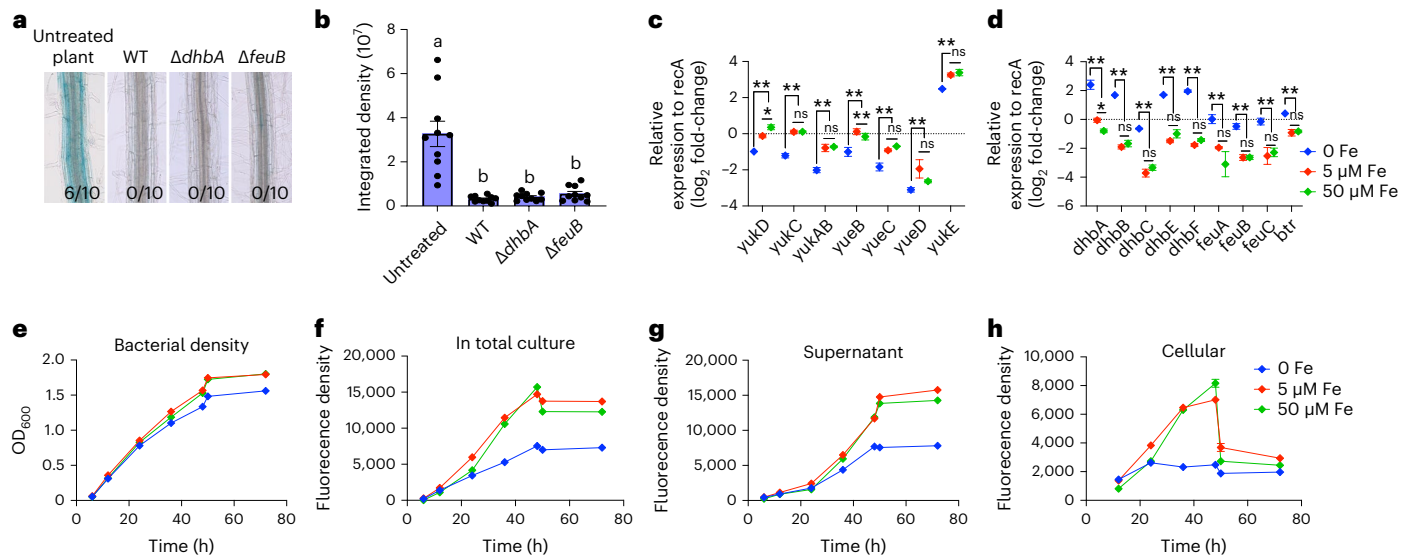 a
Untreated
plant
WT
ΔdhbA
ΔfeuB
6/10
0/10
0/10
0/10
b
Integrated density (10⁷)
8
6
4
2
0
a
b
b
b
Untreated
WT
ΔdhbA
ΔfeuB
c
Relative
expression to recA
(log₂ fold-change)
4
2
0
−2
−4
**
*
**
ns
**
ns
**
**
**
ns
**
ns
**
ns
yukD
yukC
yukAB
yueB
yueC
yueD
yukE
d
Relative
expression to recA
(log₂ fold-change)
4
2
0
−2
−4
−6
**
*
**
ns
**
ns
**
ns
**
ns
**
ns
**
ns
**
ns
**
ns
dhbA
dhbB
dhbC
dhbE
dhbF
feuA
feuB
feuC
btr
0 Fe
5 µM Fe
50 µM Fe
e
Bacterial density
OD₆₀₀
2.0
1.5
1.0
0.5
0
0 20 40 60 80
Time (h)
f
In total culture
Fluorecence density
20,000
15,000
10,000
5,000
0
0 20 40 60 80
Time (h)
g
Supernatant
Fluorecence density
20,000
15,000
10,000
5,000
0
0 20 40 60 80
Time (h)
h
Cellular
Fluorecence density
10,000
8,000
6,000
4,000
2,000
0
0 20 40 60 80
Time (h)
0 Fe
5 µM Fe
50 µM Fe